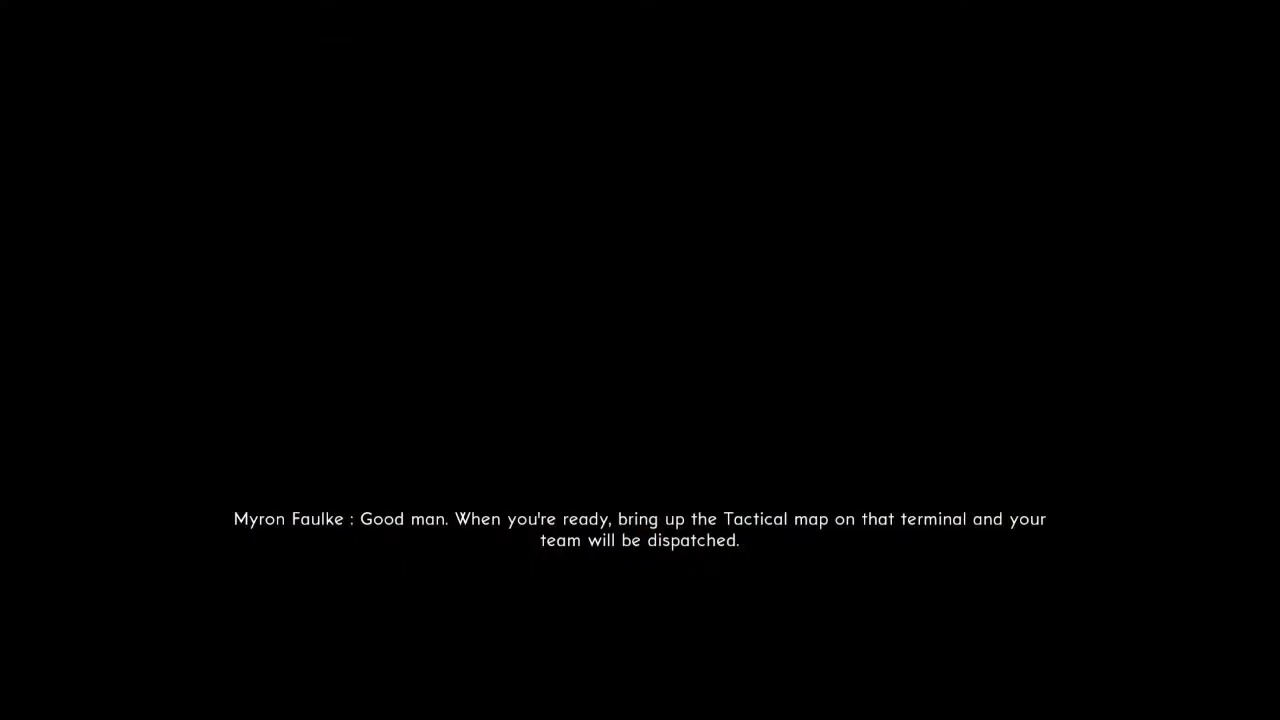 Myron Faulke : Good man. When you're ready, bring up the Tactical map on that terminal and your
team will be dispatched.